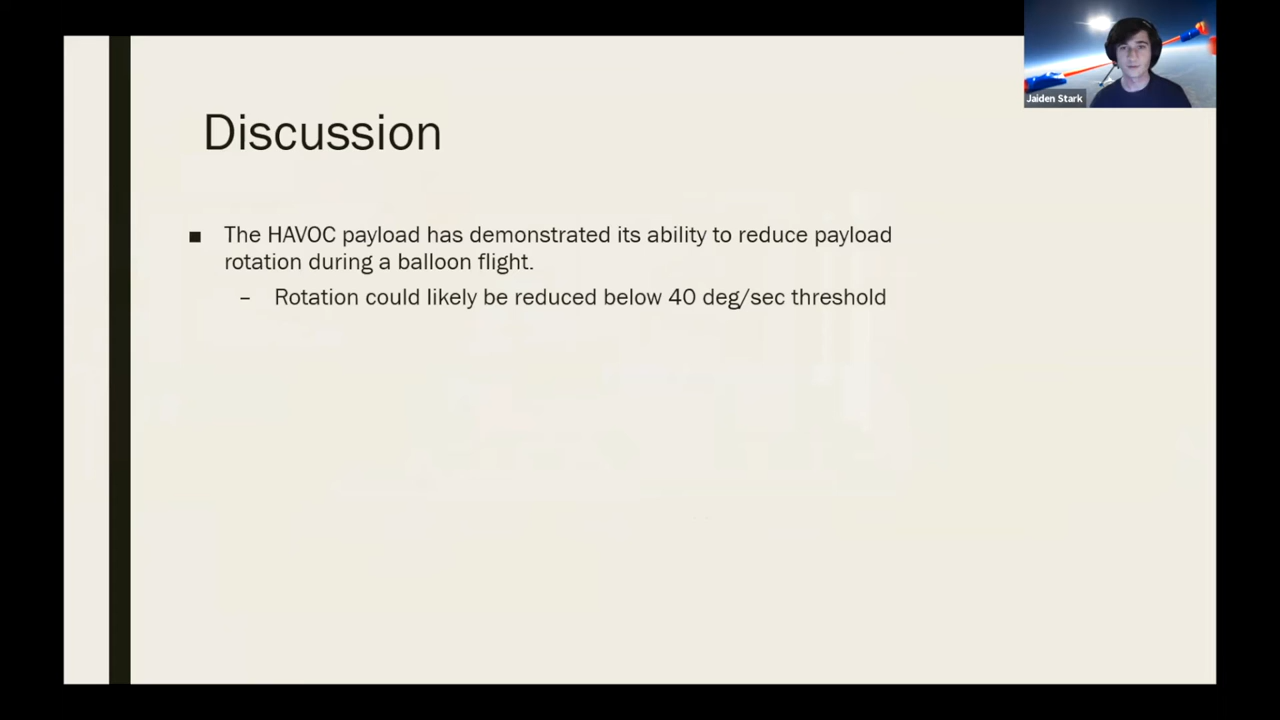 Jaiden Stark
Discussion
■ The HAVOC payload has demonstrated its ability to reduce payload
rotation during a balloon flight.
– Rotation could likely be reduced below 40 deg/sec threshold